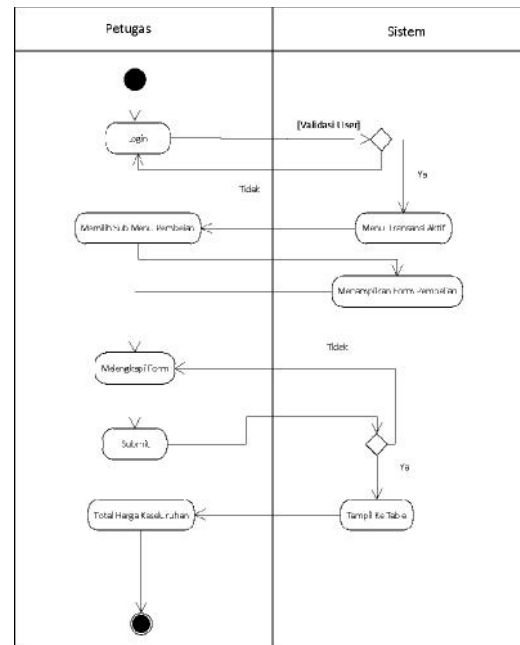 Petugas
Sistem
Login
[Validasi User]
Ya
Tidak
Memilih Sub Menu Pembelian
Menu Transaksi Aktif
Menampilkan Form Pembelian
Tidak
Melengkapi Form
Submit
Ya
Total Harga Keseluruhan
Tampil Ke Table